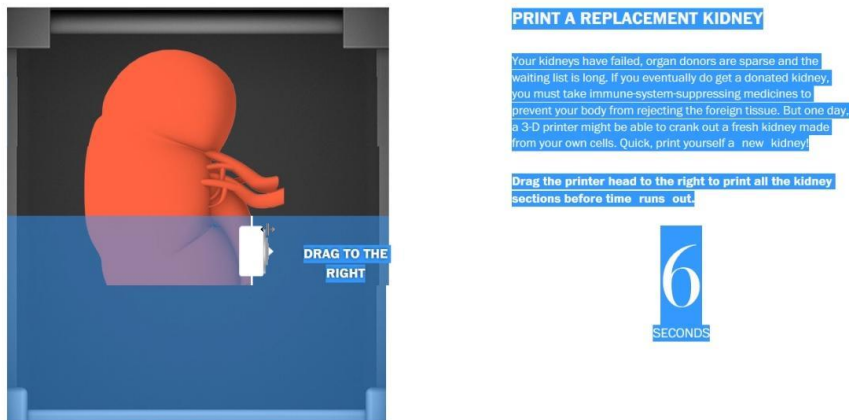 PRINT A REPLACEMENT KIDNEY
Your kidneys have failed, organ donors are sparse and the
waiting list is long. If you eventually do get a donated kidney,
you must take immune-system-suppressing medicines to
prevent your body from rejecting the foreign tissue. But one day,
a 3-D printer might be able to crank out a fresh kidney made
from your own cells. Quick, print yourself a new kidney!
Drag the printer head to the right to print all the kidney
sections before time runs out.
DRAG TO THE
RIGHT
6
SECONDS